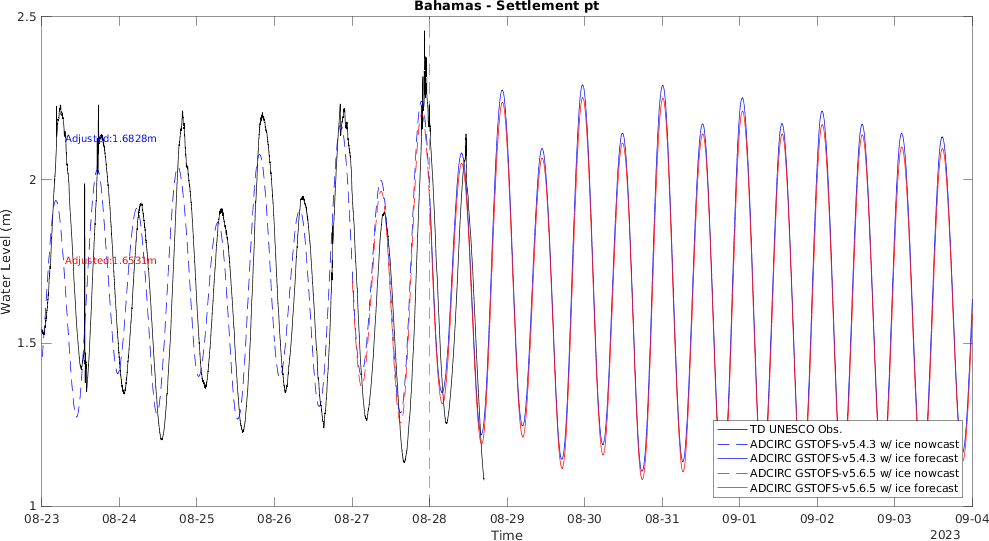 Bahamas - Settlement pt
2.5
2
1.5
1
Water Level (m)
Adjusted:1.6828m
Adjusted:1.6531m
TD UNESCO Obs.
ADCIRC GSTOFS-v5.4.3 w/ ice nowcast
ADCIRC GSTOFS-v5.4.3 w/ ice forecast
ADCIRC GSTOFS-v5.6.5 w/ ice nowcast
ADCIRC GSTOFS-v5.6.5 w/ ice forecast
08-23 08-24 08-25 08-26 08-27 08-28 08-29 08-30 08-31 09-01 09-02 09-03 09-04
Time
2023